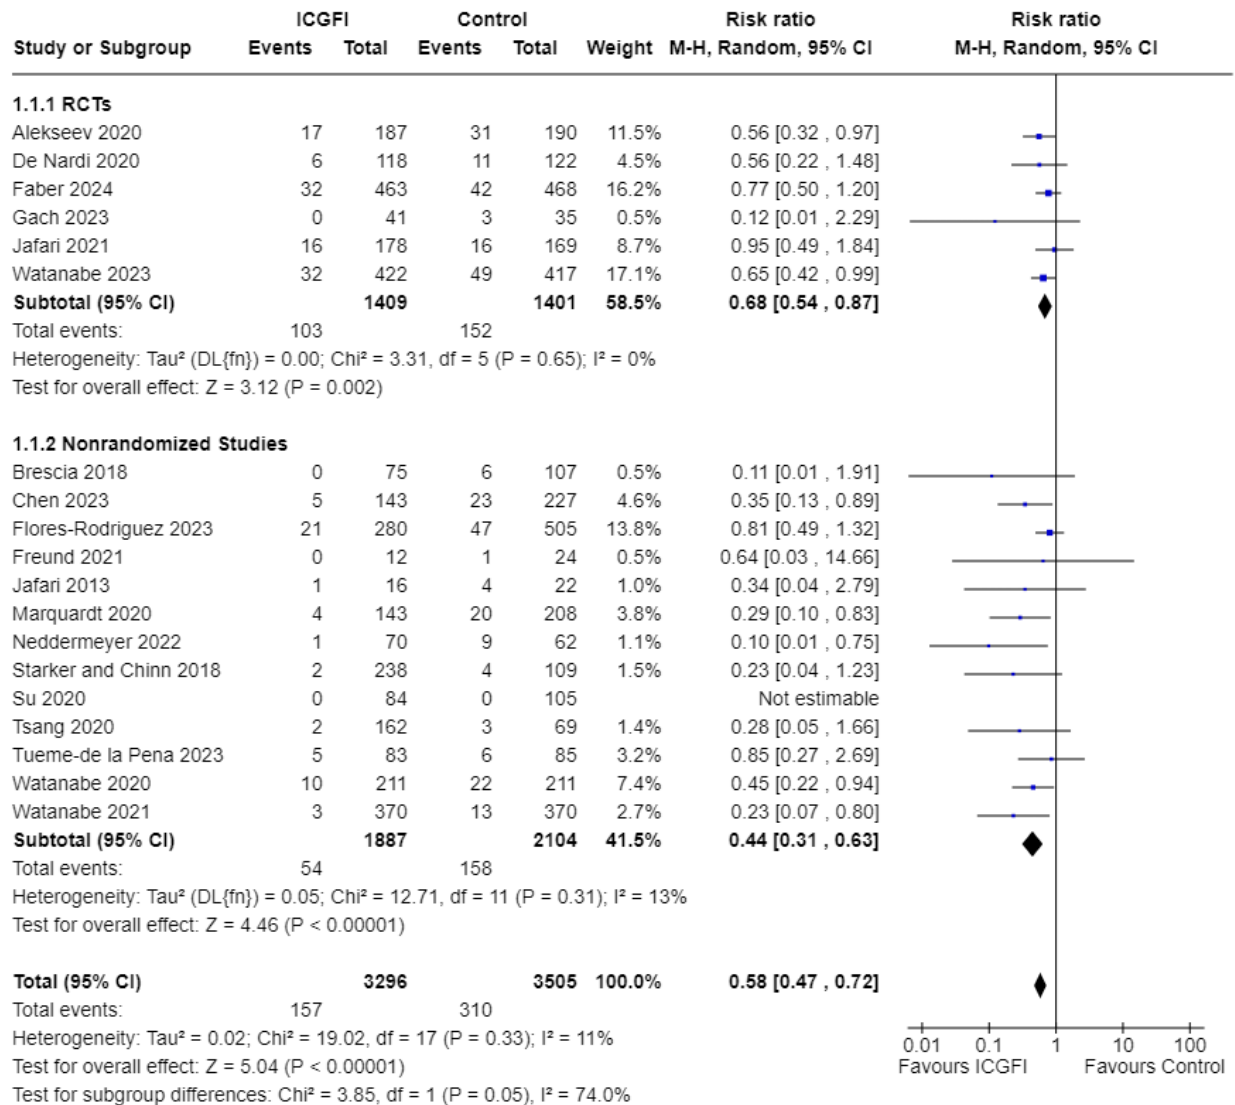 ICGFI Control Risk ratio Risk ratio
Study or Subgroup Events Total Events Total Weight M-H, Random, 95% CI M-H, Random, 95% CI
1.1.1 RCTs
Alekseev 2020 17 187 31 190 11.5% 0.56 [0.32 , 0.97]
De Nardi 2020 6 118 11 122 4.5% 0.56 [0.22 , 1.48]
Faber 2024 32 463 42 468 16.2% 0.77 [0.50 , 1.20]
Gach 2023 0 41 3 35 0.5% 0.12 [0.01 , 2.29]
Jafari 2021 16 178 16 169 8.7% 0.95 [0.49 , 1.84]
Watanabe 2023 32 422 49 417 17.1% 0.65 [0.42 , 0.99]
Subtotal (95% CI) 1409 1401 58.5% 0.68 [0.54 , 0.87]
Total events: 103 152
Heterogeneity: Tau² (DL{fn}) = 0.00; Chi² = 3.31, df = 5 (P = 0.65); I² = 0%
Test for overall effect: Z = 3.12 (P = 0.002)
1.1.2 Nonrandomized Studies
Brescia 2018 0 75 6 107 0.5% 0.11 [0.01 , 1.91]
Chen 2023 5 143 23 227 4.6% 0.35 [0.13 , 0.89]
Flores-Rodriguez 2023 21 280 47 505 13.8% 0.81 [0.49 , 1.32]
Freund 2021 0 12 1 24 0.5% 0.64 [0.03 , 14.66]
Jafari 2013 1 16 4 22 1.0% 0.34 [0.04 , 2.79]
Marquardt 2020 4 143 20 208 3.8% 0.29 [0.10 , 0.83]
Neddermeyer 2022 1 70 9 62 1.1% 0.10 [0.01 , 0.75]
Starker and Chinn 2018 2 238 4 109 1.5% 0.23 [0.04 , 1.23]
Su 2020 0 84 0 105 Not estimable
Tsang 2020 2 162 3 69 1.4% 0.28 [0.05 , 1.66]
Tueme-de la Pena 2023 5 83 6 85 3.2% 0.85 [0.27 , 2.69]
Watanabe 2020 10 211 22 211 7.4% 0.45 [0.22 , 0.94]
Watanabe 2021 3 370 13 370 2.7% 0.23 [0.07 , 0.80]
Subtotal (95% CI) 1887 2104 41.5% 0.44 [0.31 , 0.63]
Total events: 54 158
Heterogeneity: Tau² (DL{fn}) = 0.05; Chi² = 12.71, df = 11 (P = 0.31); I² = 13%
Test for overall effect: Z = 4.46 (P < 0.00001)
Total (95% CI) 3296 3505 100.0% 0.58 [0.47 , 0.72]
Total events: 157 310
Heterogeneity: Tau² = 0.02; Chi² = 19.02, df = 17 (P = 0.33); I² = 11%
Test for overall effect: Z = 5.04 (P < 0.00001)
Test for subgroup differences: Chi² = 3.85, df = 1 (P = 0.05), I² = 74.0%
0.01 0.1 1 10 100
Favours ICGFI Favours Control